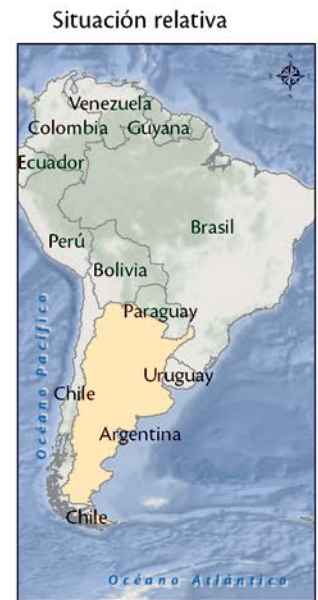 Situación relativa
Venezuela
Colombia Guyana
Ecuador
Brasil
Perú
Bolivia
Paraguay
Uruguay
Chile
Océano Pacífico
Argentina
Chile
Océano Atlántico